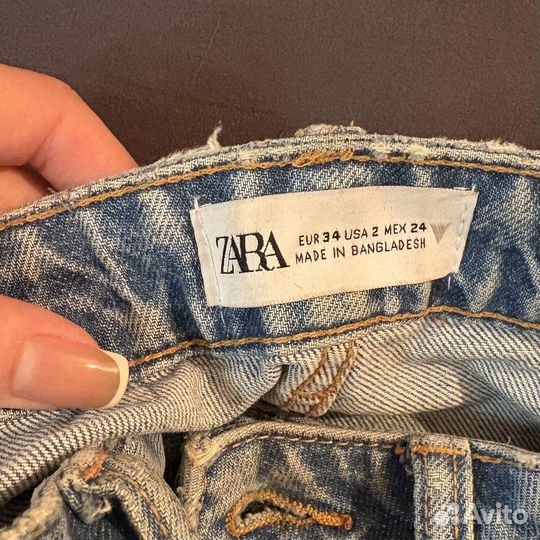 ZARA
EUR 34 USA 2 MEX 24
MADE IN BANGLADESH
Avito